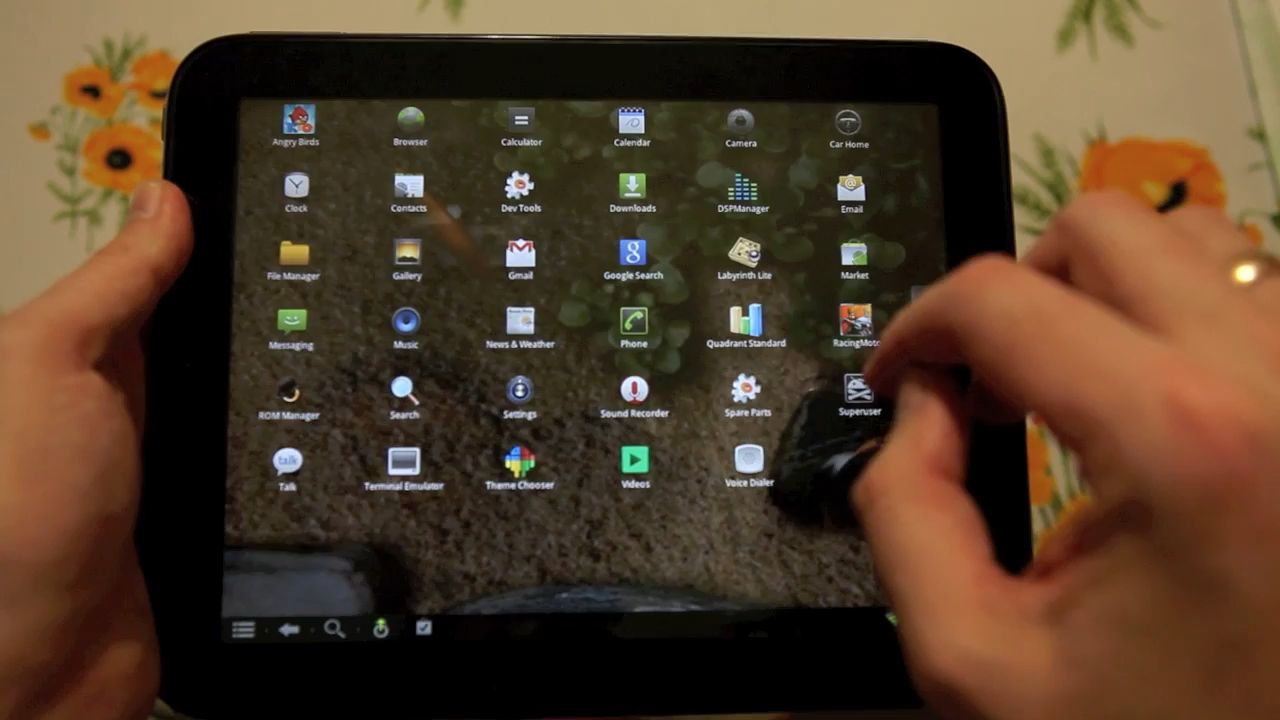 Angry Birds
Browser
Calculator
Calendar
Camera
Car Home
Clock
Contacts
Dev Tools
Downloads
DSPManager
Email
File Manager
Gallery
Gmail
Google Search
Labyrinth Lite
Market
Messaging
Music
News & Weather
Phone
Quadrant Standard
RacingMoto
ROM Manager
Search
Settings
Sound Recorder
Spare Parts
Superuser
talk
Talk
Terminal Emulator
Theme Chooser
Videos
Voice Dialer